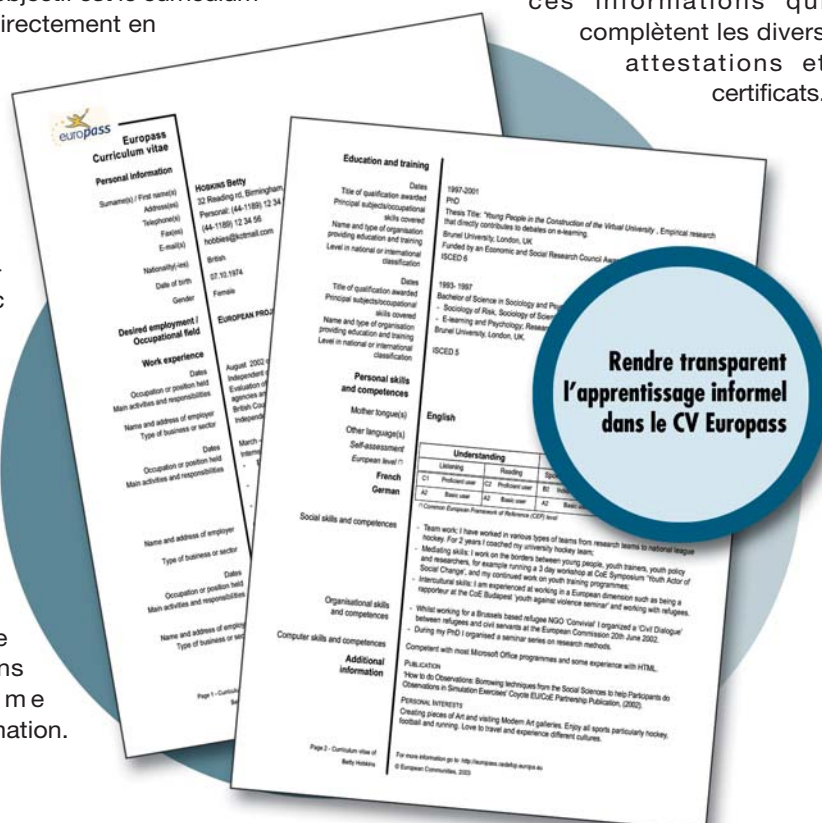 objectif est le curriculum
directement en
ces informations qui
complètent les divers
attestations et
certificats.
c
e
ns
m e
nation.
europass
Europass
Curriculum vitae
Personal information
Surname(s) / First name(s)
Address(es)
Telephone(s)
Fax(es)
E-mail(s)
Nationality(-ies)
Date of birth
Gender
Desired employment /
Occupational field
Work experience
Dates
Occupation or position held
Main activities and responsibilities
Name and address of employer
Type of business or sector
Dates
Occupation or position held
Main activities and responsibilities
Name and address of employer
Type of business or sector
Dates
Occupation or position held
Main activities and responsibilities
Name and address of employ
Type of business or sec
Page 1 - Curriculu
HOSKINS Betty
32 Reading rd, Birmingham,
Personal: (44-1189) 12 34
(44-1189) 12 34 56
hobbies@kotmail.com
British
07.10.1974
Female
EUROPEAN PROJ
August 2002
Independent
Evaluation of
agencies an
British Cou
Independe
March -
Interne
Education and training
Dates
Title of qualification awarded
Principal subjects/occupational
skills covered
Name and type of organisation
providing education and training
Level in national or international
classification
Dates
Title of qualification awarded
Principal subjects/occupational
skills covered
Name and type of organisation
providing education and training
Level in national or international
classification
Personal skills
and competences
Mother tongue(s)
Other language(s)
Self-assessment
European level (*)
French
German
Social skills and competences
Organisational skills
and competences
Computer skills and competences
Additional
information
Page 2 - Curriculum vitae of
Betty Hobkins
1997-2001
PhD
Thesis Title: 'Young People in the Construction of the Virtual University', Empirical research
that directly contributes to debates on e-learning.
Brunel University, London, UK
Funded by an Economic and Social Research Council Awa
ISCED 6
1993- 1997
Bachelor of Science in Sociology and Psy
- Sociology of Risk, Sociology of Scien
- E-learning and Psychology, Resear
Brunel University, London, UK,
ISCED 5
English
Understanding
Listening Reading Spo
C1 Proficient user C2 Proficient user B2 Inde
A2 Basic user A2 Basic user A2 Basic u
(*) Common European Framework of Reference (CEF) level
- Team work: I have worked in various types of teams from research teams to national league
hockey. For 2 years I coached my university hockey team;
- Mediating skills: I work on the borders between young people, youth trainers, youth policy
and researchers, for example running a 3 day workshop at CoE Symposium 'Youth Actor of
Social Change', and my continued work on youth training programmes;
- Intercultural skills: I am experienced at working in a European dimension such as being a
rapporteur at the CoE Budapest 'youth against violence seminar' and working with refugees.
- Whilst working for a Brussels based refugee NGO 'Convivial' I organized a 'Civil Dialogue'
between refugees and civil servants at the European Commission 20th June 2002.
- During my PhD I organised a seminar series on research methods.
Competent with most Microsoft Office programmes and some experience with HTML.
PUBLICATION
'How to do Observations: Borrowing techniques from the Social Sciences to help Participants do
Observations in Simulation Exercises' Coyote EU/CoE Partnership Publication, (2002).
PERSONAL INTERESTS
Creating pieces of Art and visiting Modern Art galleries. Enjoy all sports particularly hockey,
football and running. Love to travel and experience different cultures.
For more information go to http://europass.cedefop.europa.eu
© European Communities, 2003
Rendre transparent
l'apprentissage informel
dans le CV Europass